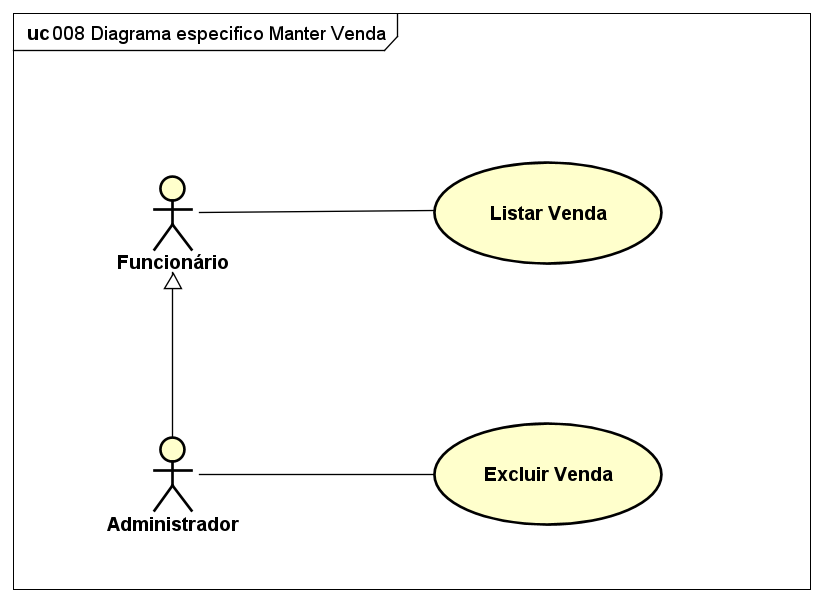 uc 008 Diagrama especifico Manter Venda
Funcionário
Listar Venda
Administrador
Excluir Venda